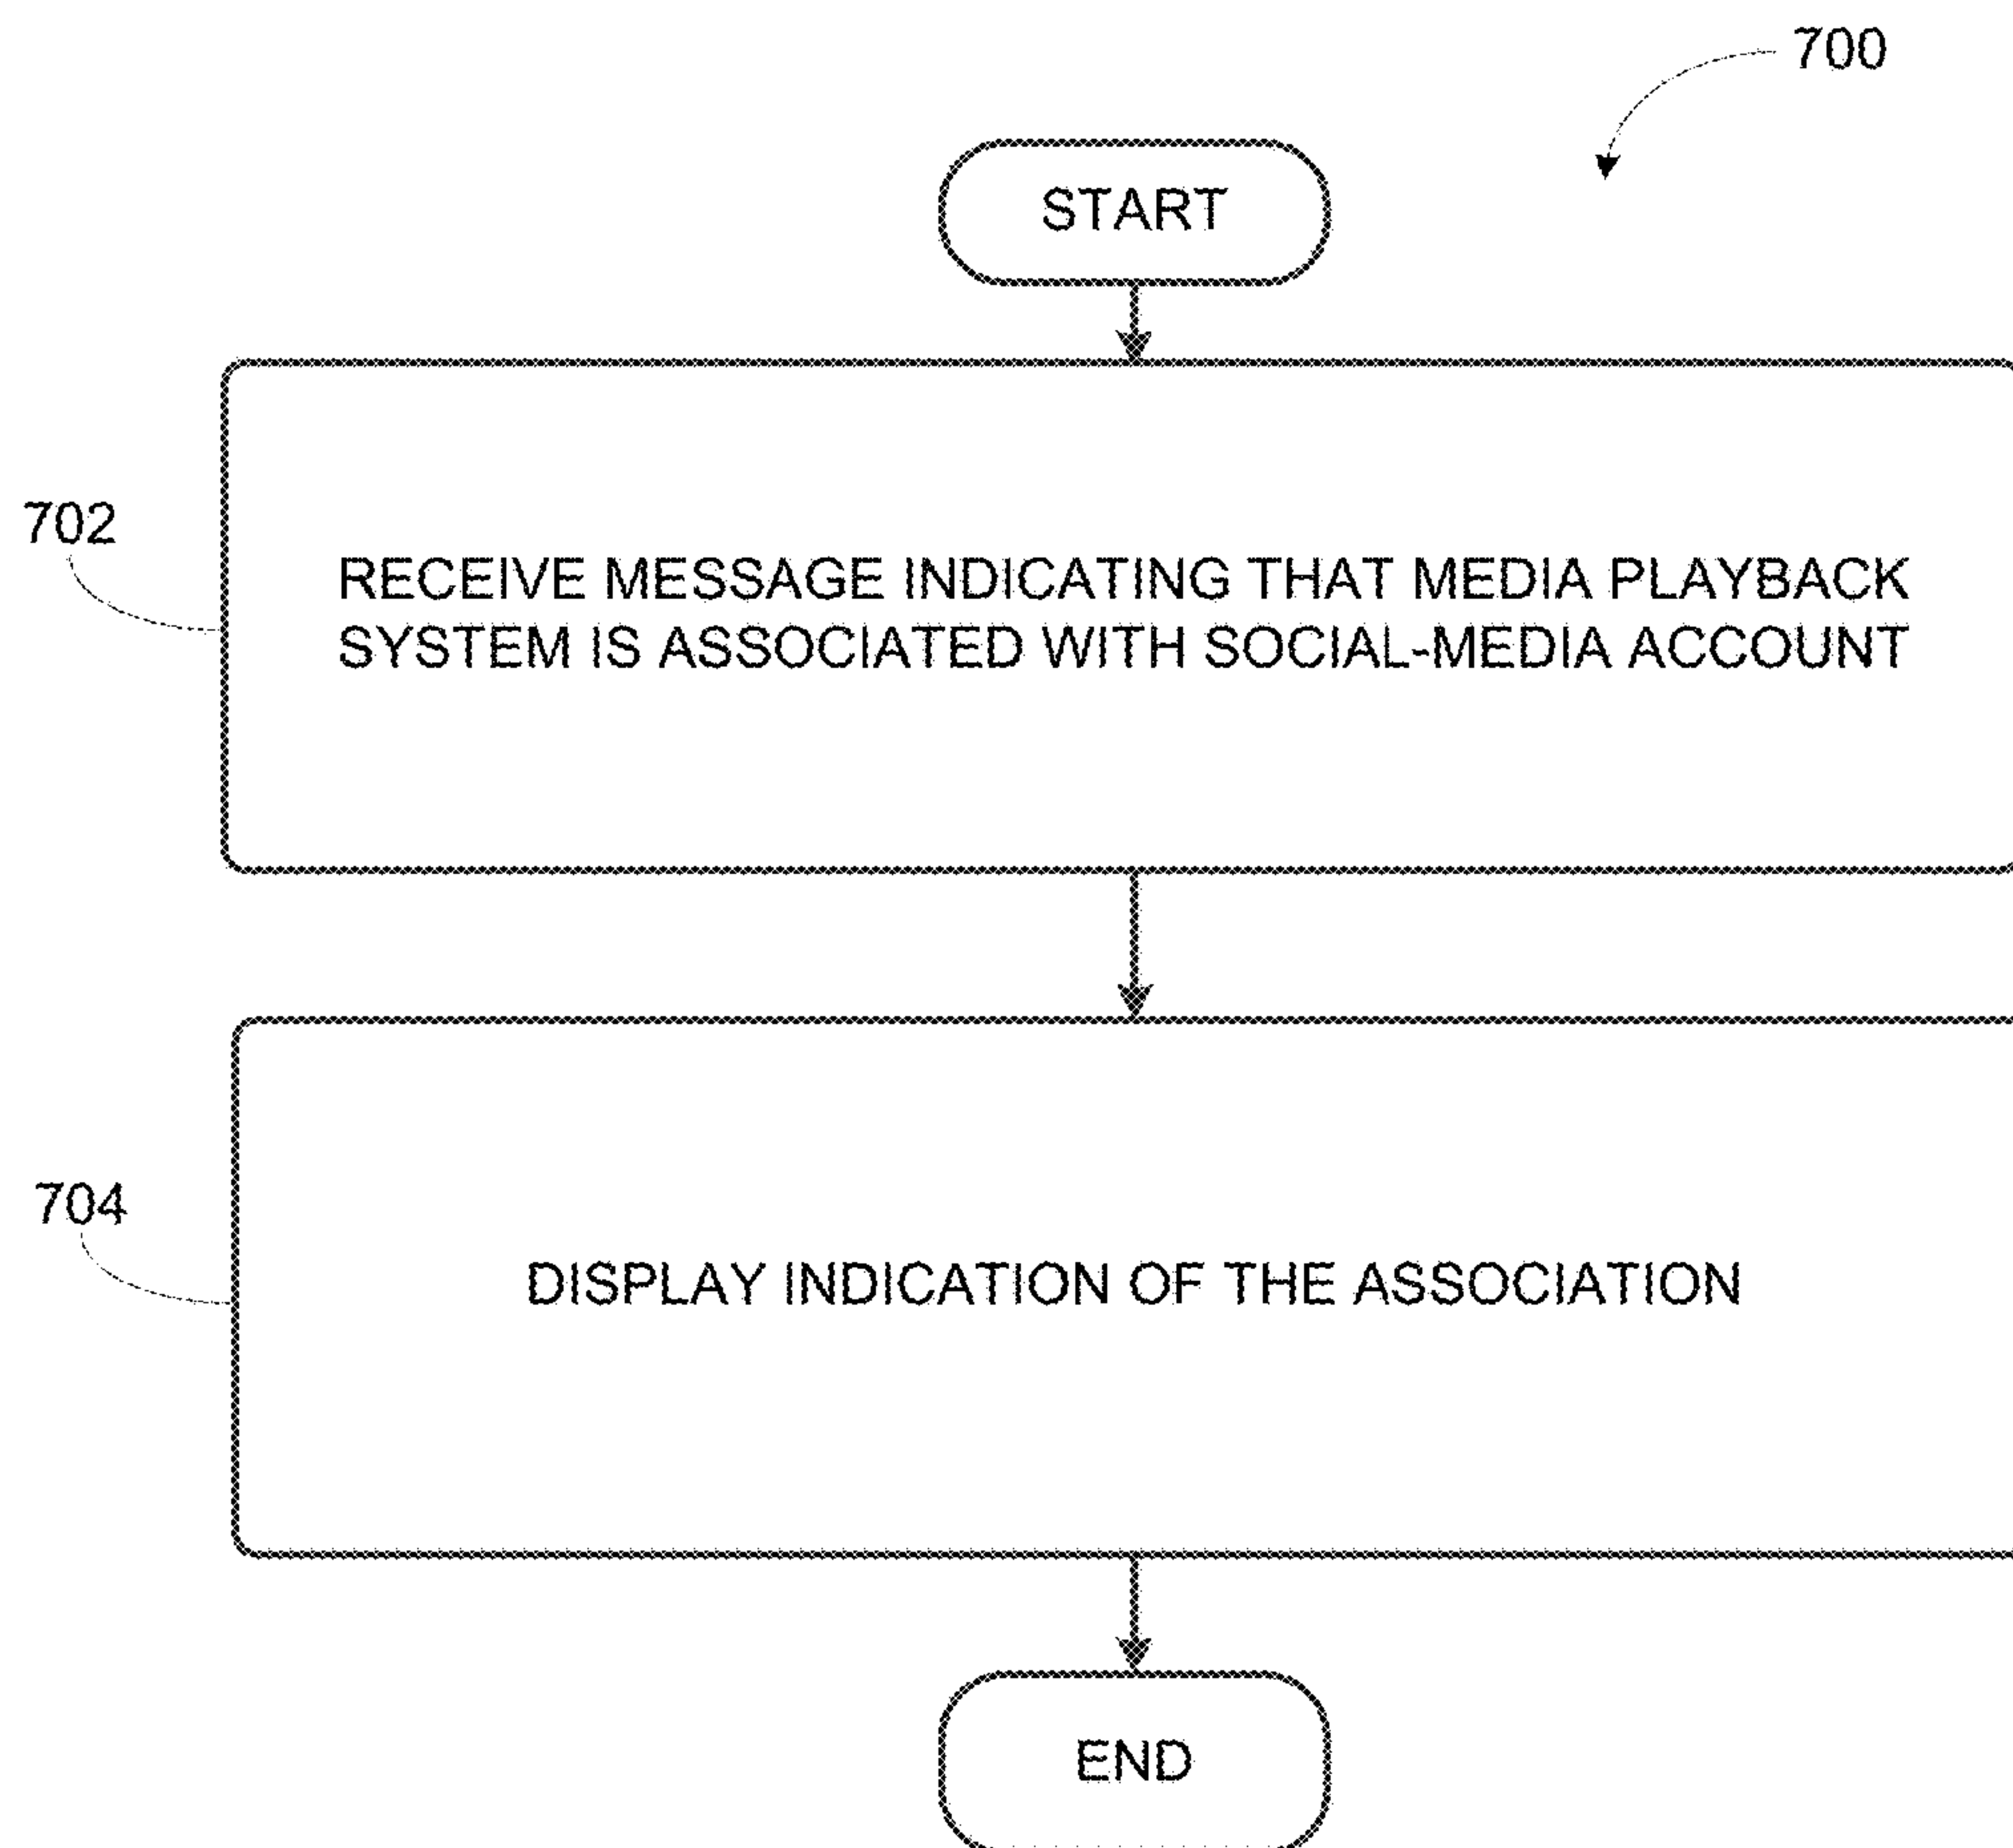 700
START
702
RECEIVE MESSAGE INDICATING THAT MEDIA PLAYBACK
SYSTEM IS ASSOCIATED WITH SOCIAL-MEDIA ACCOUNT
704
DISPLAY INDICATION OF THE ASSOCIATION
END